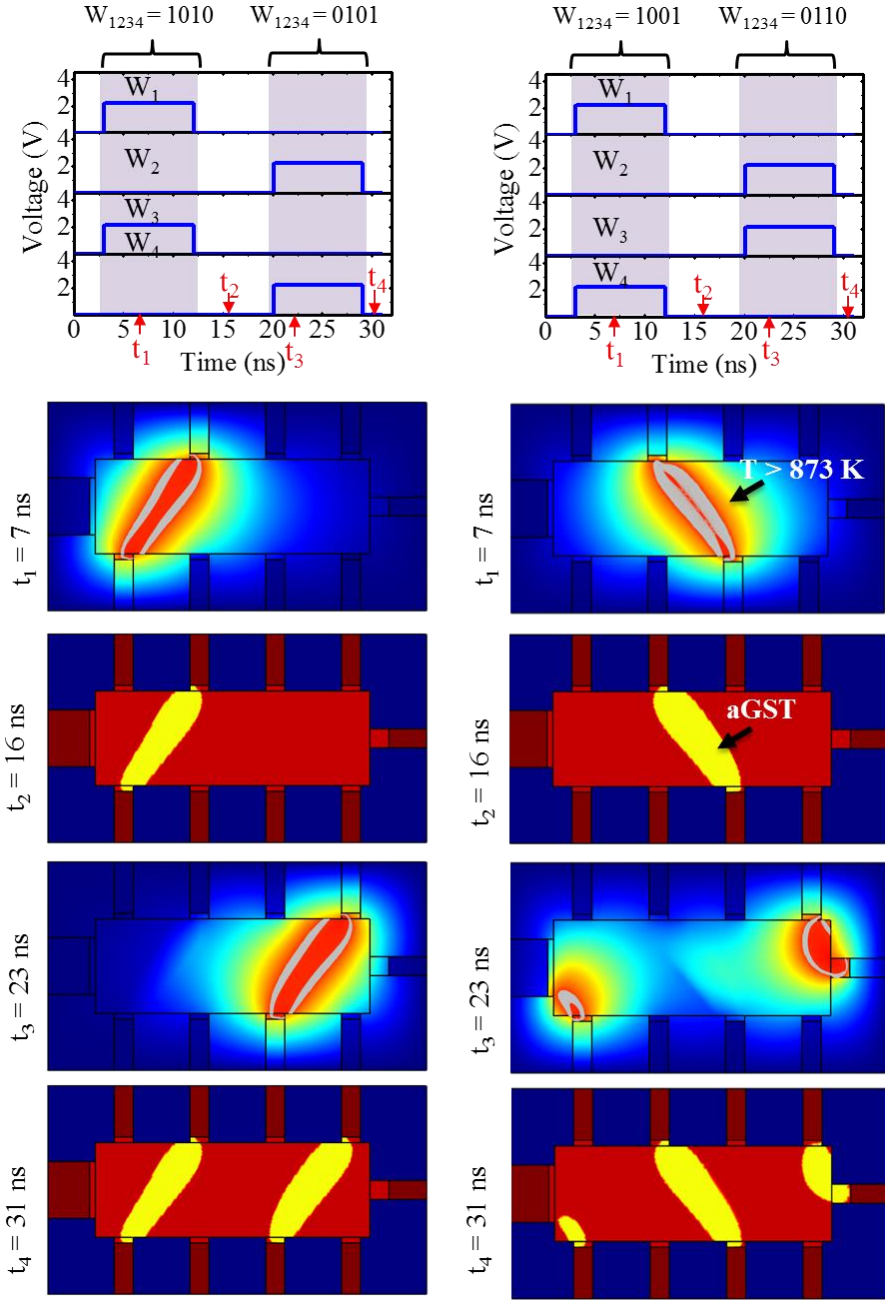 W1234 = 1010 W1234 = 0101
4
W1
2
4
W2
2
4
W3
2
W4
4
t2 t4
2
0 5 10 15 20 25 30
t1 t3
Time (ns)
Voltage (V)
W1234 = 1001 W1234 = 0110
4
W1
2
4
W2
2
4
W3
2
4
W4
t2 t4
2
0 5 10 15 20 25 30
t1 t3
Time (ns)
Voltage (V)
t1 = 7 ns
t1 = 7 ns
T > 873 K
t2 = 16 ns
t2 = 16 ns
aGST
t3 = 23 ns
t3 = 23 ns
t4 = 31 ns
t4 = 31 ns